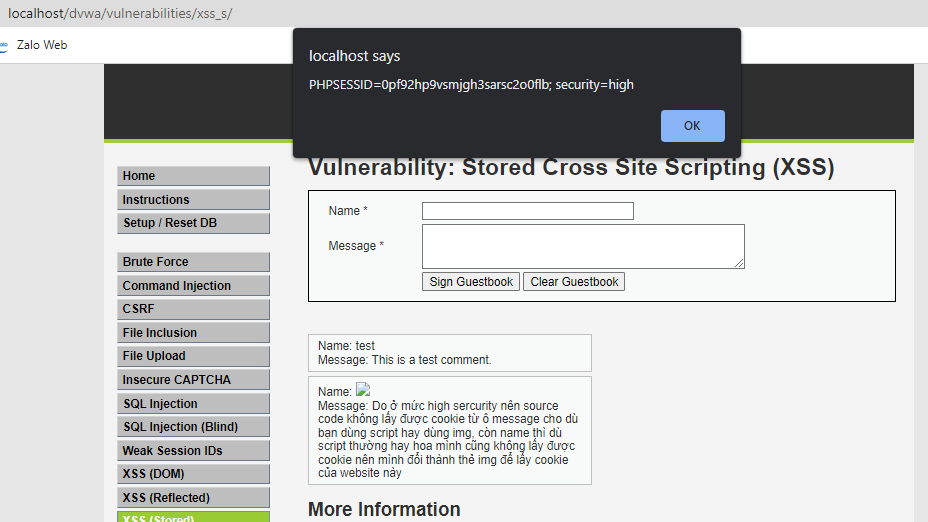 localhost/dvwa/vulnerabilities/xss_s/
Zalo Web
localhost says
PHPSESSID=0pf92hp9vsmjgh3sarsc2o0flb; security=high
OK
Vulnerability: Stored Cross Site Scripting (XSS)
Name *
Message *
Sign Guestbook
Clear Guestbook
Home
Instructions
Setup / Reset DB
Brute Force
Command Injection
CSRF
File Inclusion
File Upload
Insecure CAPTCHA
SQL Injection
SQL Injection (Blind)
Weak Session IDs
XSS (DOM)
XSS (Reflected)
XSS (Stored)
Name: test
Message: This is a test comment.
Name:
Message: Do ở mức high sercurity nên source
code không lấy được cookie từ ô message cho dù
bạn dùng script hay dùng img, còn name thì dù
script thường hay hoa mình cũng không lấy được
cookie nên mình đổi thành thẻ img để lấy cookie
của website này
More Information